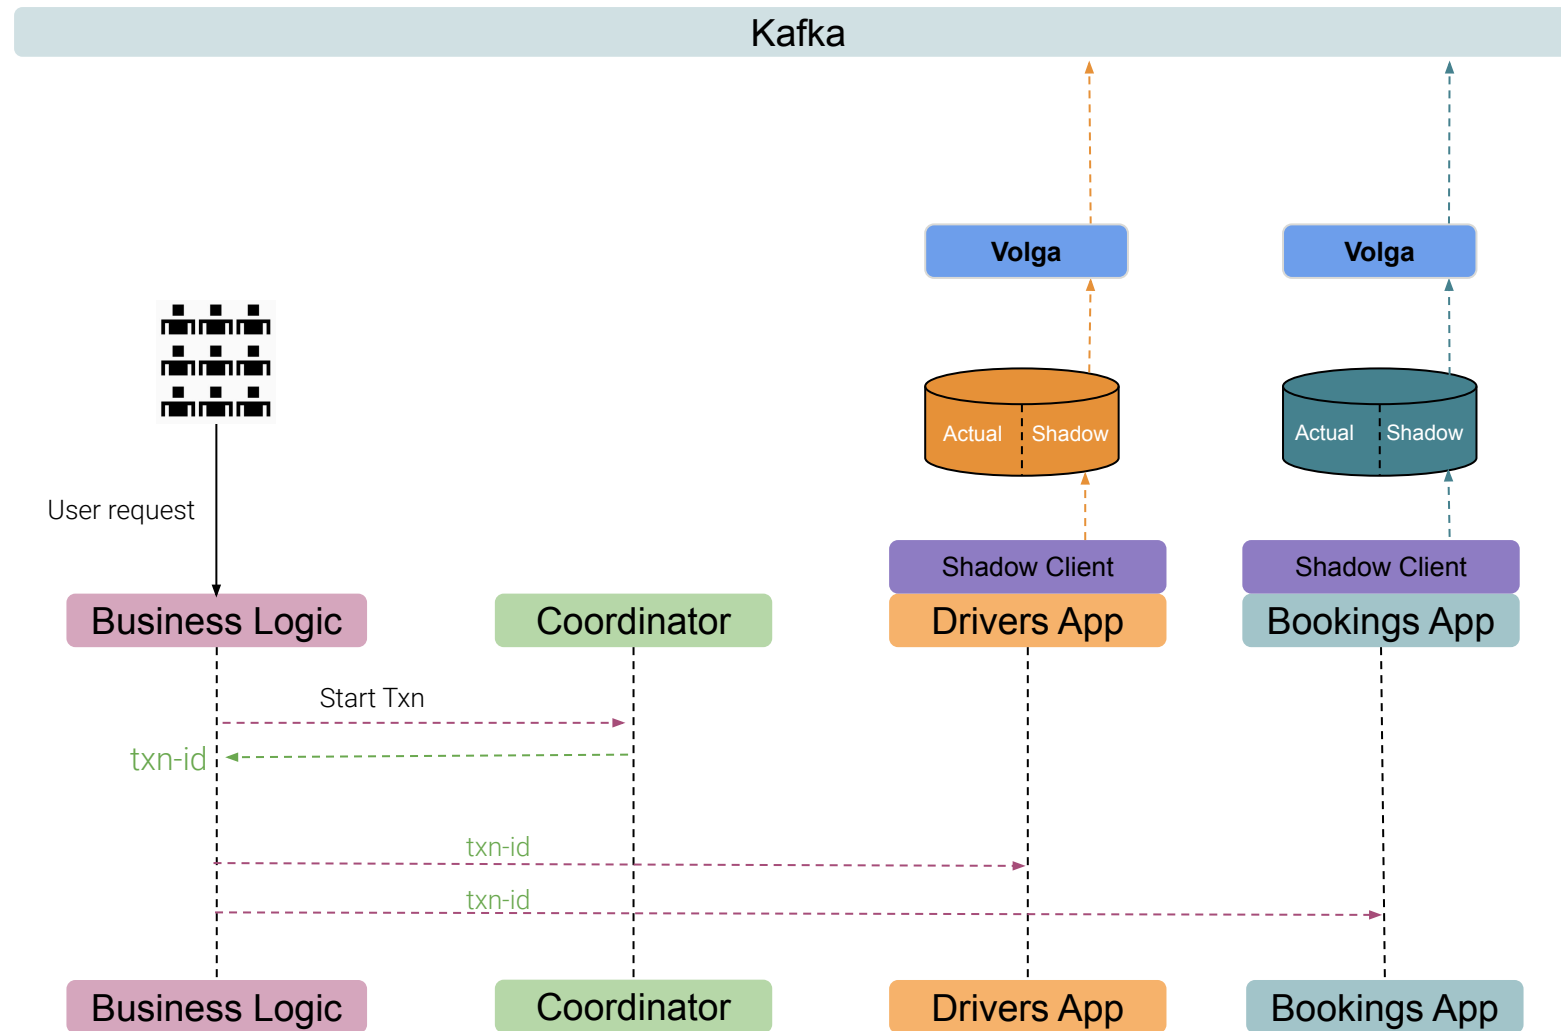 Kafka
Volga
Volga
Actual
Shadow
Actual
Shadow
User request
Shadow Client
Shadow Client
Business Logic
Coordinator
Drivers App
Bookings App
Start Txn
txn-id
txn-id
txn-id
Business Logic
Coordinator
Drivers App
Bookings App